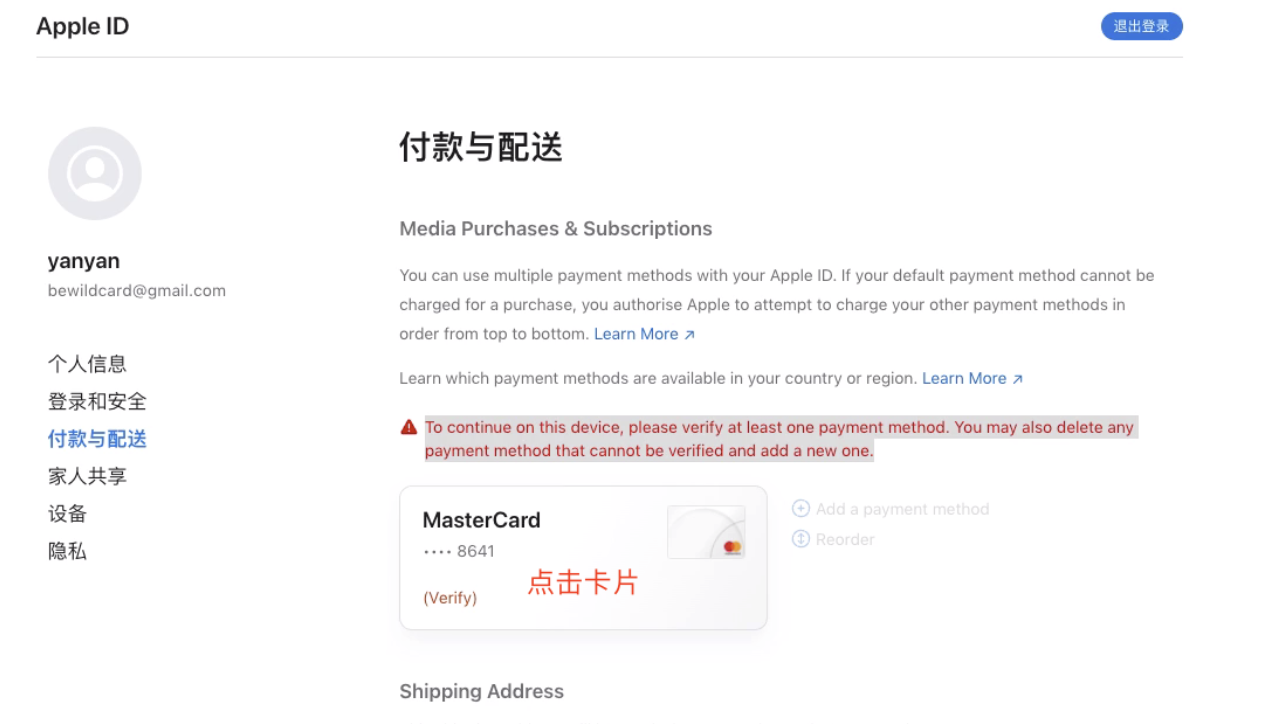 Apple ID
退出登录
yanyan
bewildcard@gmail.com
个人信息
登录和安全
付款与配送
家人共享
设备
隐私
付款与配送
Media Purchases & Subscriptions
You can use multiple payment methods with your Apple ID. If your default payment method cannot be
charged for a purchase, you authorise Apple to attempt to charge your other payment methods in
order from top to bottom. Learn More ↗
Learn which payment methods are available in your country or region. Learn More ↗
To continue on this device, please verify at least one payment method. You may also delete any
payment method that cannot be verified and add a new one.
MasterCard
•••• 8641
(Verify)
点击卡片
Add a payment method
Reorder
Shipping Address